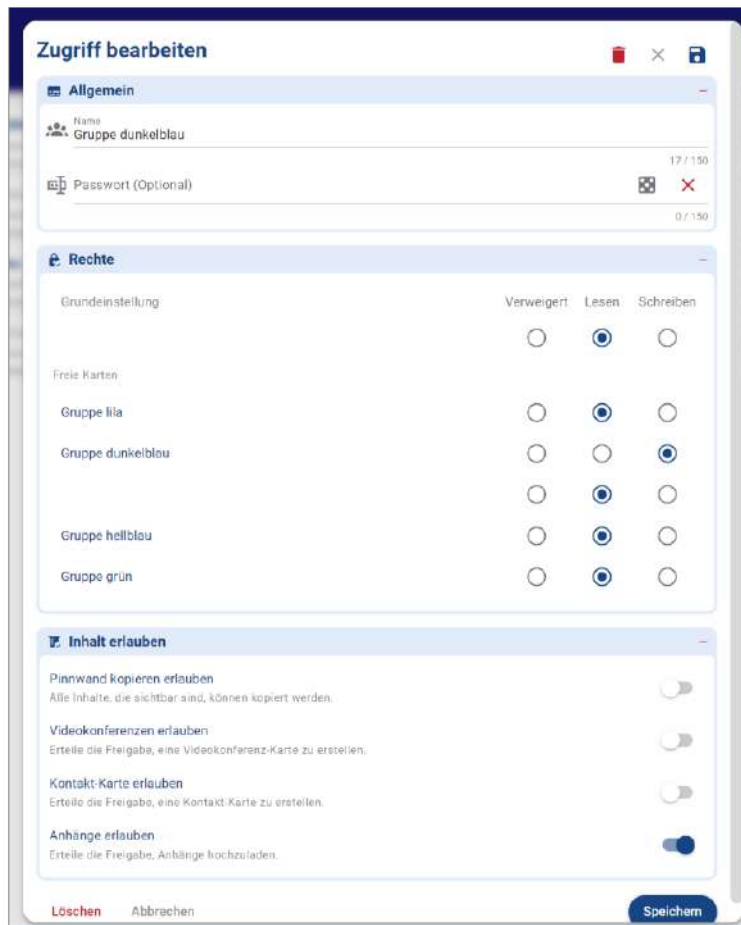 Zugriff bearbeiten
Allgemein
Name
Gruppe dunkelblau
17 / 150
Passwort (Optional)
0 / 150
Rechte
Grundeinstellung Verweigert Lesen Schreiben
Freie Karten
Gruppe lila
Gruppe dunkelblau
Gruppe hellblau
Gruppe grün
Inhalt erlauben
Pinnwand kopieren erlauben
Alle Inhalte, die sichtbar sind, können kopiert werden.
Videokonferenzen erlauben
Erteile die Freigabe, eine Videokonferenz-Karte zu erstellen.
Kontakt-Karte erlauben
Erteile die Freigabe, eine Kontakt-Karte zu erstellen.
Anhänge erlauben
Erteile die Freigabe, Anhänge hochzuladen.
Löschen Abbrechen Speichern